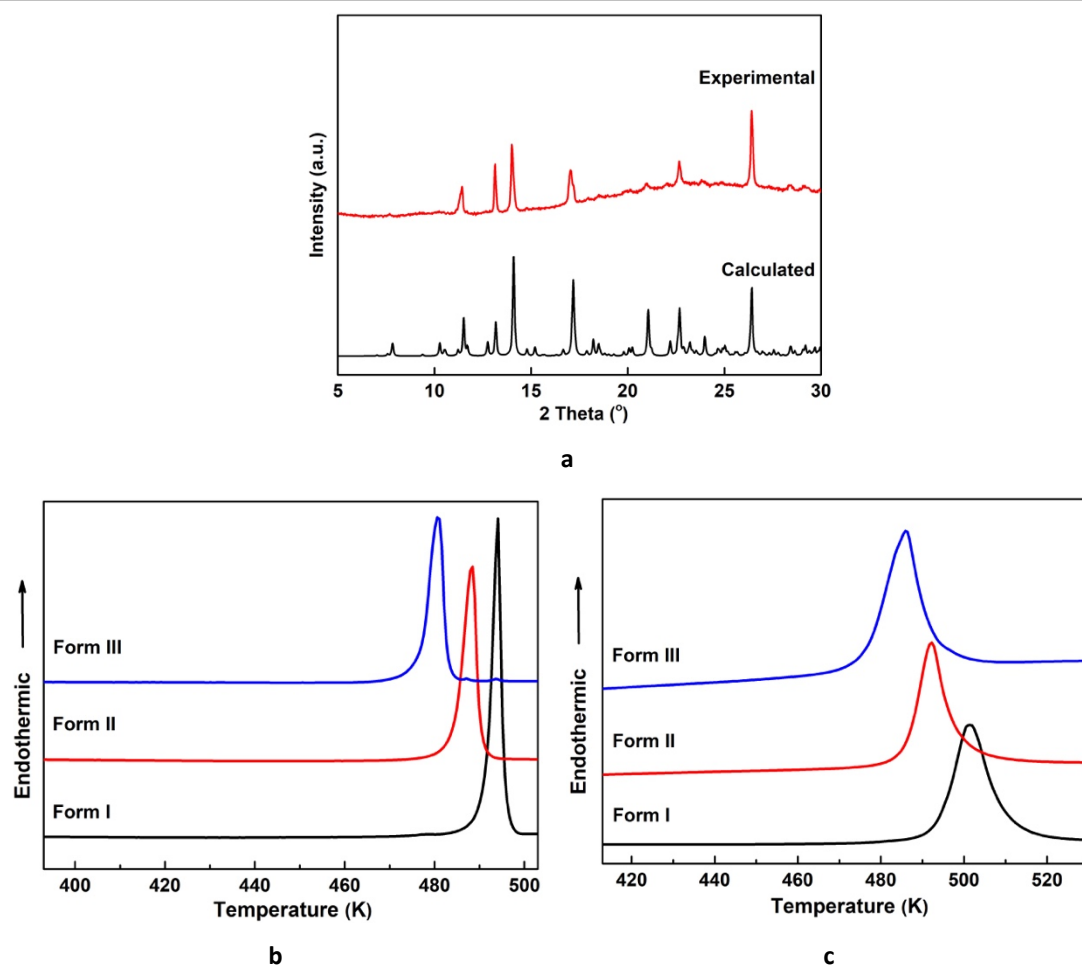 Experimental
Calculated
Intensity (a.u.)
5 10 15 20 25 30
2 Theta (°)
a
Form III
Form II
Form I
Endothermic
400 420 440 460 480 500
Temperature (K)
b
Form III
Form II
Form I
Endothermic
420 440 460 480 500 520
Temperature (K)
c